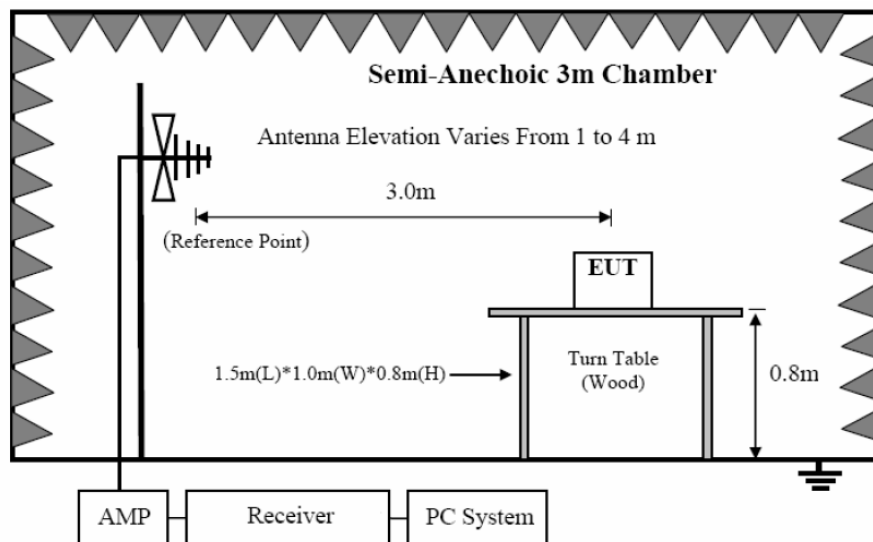 Semi-Anechoic 3m Chamber
Antenna Elevation Varies From 1 to 4 m
3.0m
(Reference Point)
EUT
1.5m(L)*1.0m(W)*0.8m(H)
Turn Table
(Wood)
0.8m
AMP
Receiver
PC System